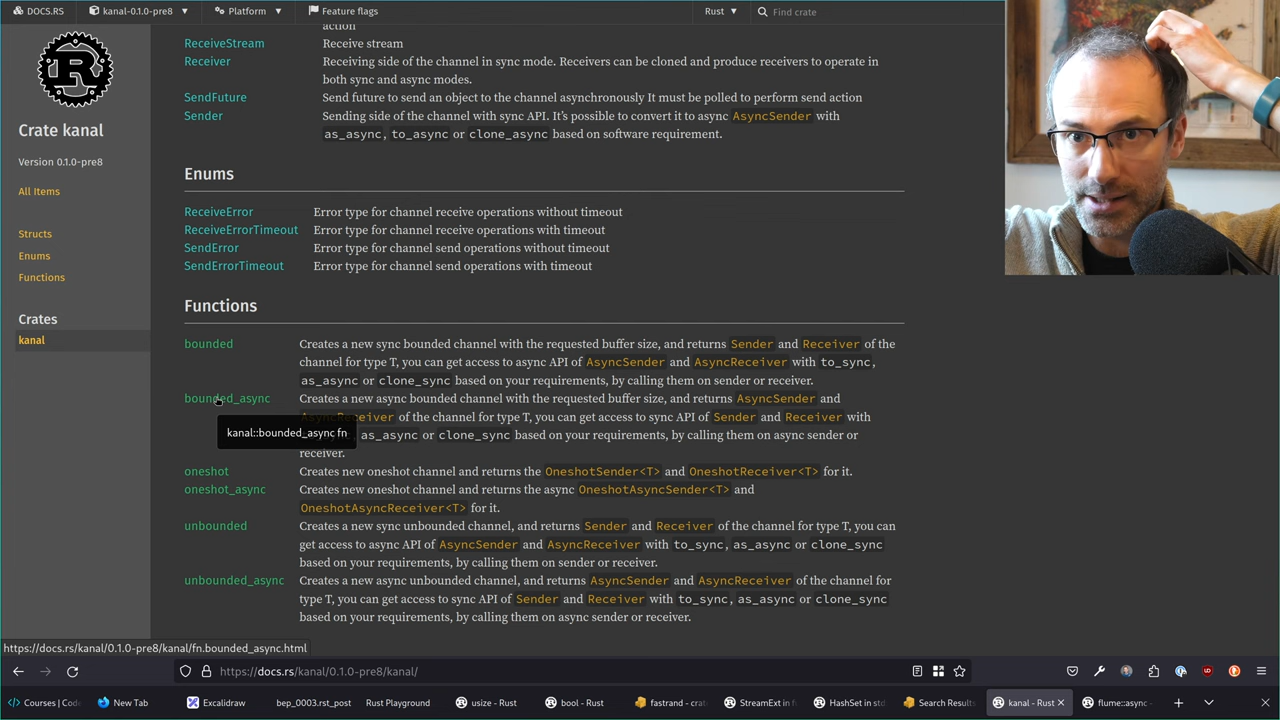 DOCS.RS kanal-0.1.0-pre8 Platform Feature flags Rust Find crate
action
ReceiveStream Receive stream
Receiver Receiving side of the channel in sync mode. Receivers can be cloned and produce receivers to operate in
both sync and async modes.
SendFuture Send future to send an object to the channel asynchronously It must be polled to perform send action
Sender Sending side of the channel with sync API. It’s possible to convert it to async AsyncSender with
as_async, to_async or clone_async based on software requirement.
Crate kanal
Version 0.1.0-pre8
All Items
Structs
Enums
Functions
Crates
kanal
Enums
ReceiveError Error type for channel receive operations without timeout
ReceiveErrorTimeout Error type for channel receive operations with timeout
SendError Error type for channel send operations without timeout
SendErrorTimeout Error type for channel send operations with timeout
Functions
bounded Creates a new sync bounded channel with the requested buffer size, and returns Sender and Receiver of the
channel for type T, you can get access to async API of AsyncSender and AsyncReceiver with to_sync,
as_async or clone_sync based on your requirements, by calling them on sender or receiver.
bounded_async Creates a new async bounded channel with the requested buffer size, and returns AsyncSender and
AsyncReceiver of the channel for type T, you can get access to sync API of Sender and Receiver with
kanal::bounded_async fn
as_async or clone_sync based on your requirements, by calling them on async sender or
receiver.
oneshot Creates new oneshot channel and returns the OneshotSender<T> and OneshotReceiver<T> for it.
oneshot_async Creates new oneshot channel and returns the async OneshotAsyncSender<T> and
OneshotAsyncReceiver<T> for it.
unbounded Creates a new sync unbounded channel, and returns Sender and Receiver of the channel for type T, you can
get access to async API of AsyncSender and AsyncReceiver with to_sync, as_async or clone_sync
based on your requirements, by calling them on sender or receiver.
unbounded_async Creates a new async unbounded channel, and returns AsyncSender and AsyncReceiver of the channel for
type T, you can get access to sync API of Sender and Receiver with to_sync, as_async or clone_sync
based on your requirements, by calling them on async sender or receiver.
https://docs.rs/kanal/0.1.0-pre8/kanal/fn.bounded_async.html
https://docs.rs/kanal/0.1.0-pre8/kanal/
Courses | Cod New Tab Excalidraw bep_0003.rst_post Rust Playground usize - Rust bool - Rust fastrand - crat StreamExt in f HashSet in std Search Results kanal - Rust flume::async -